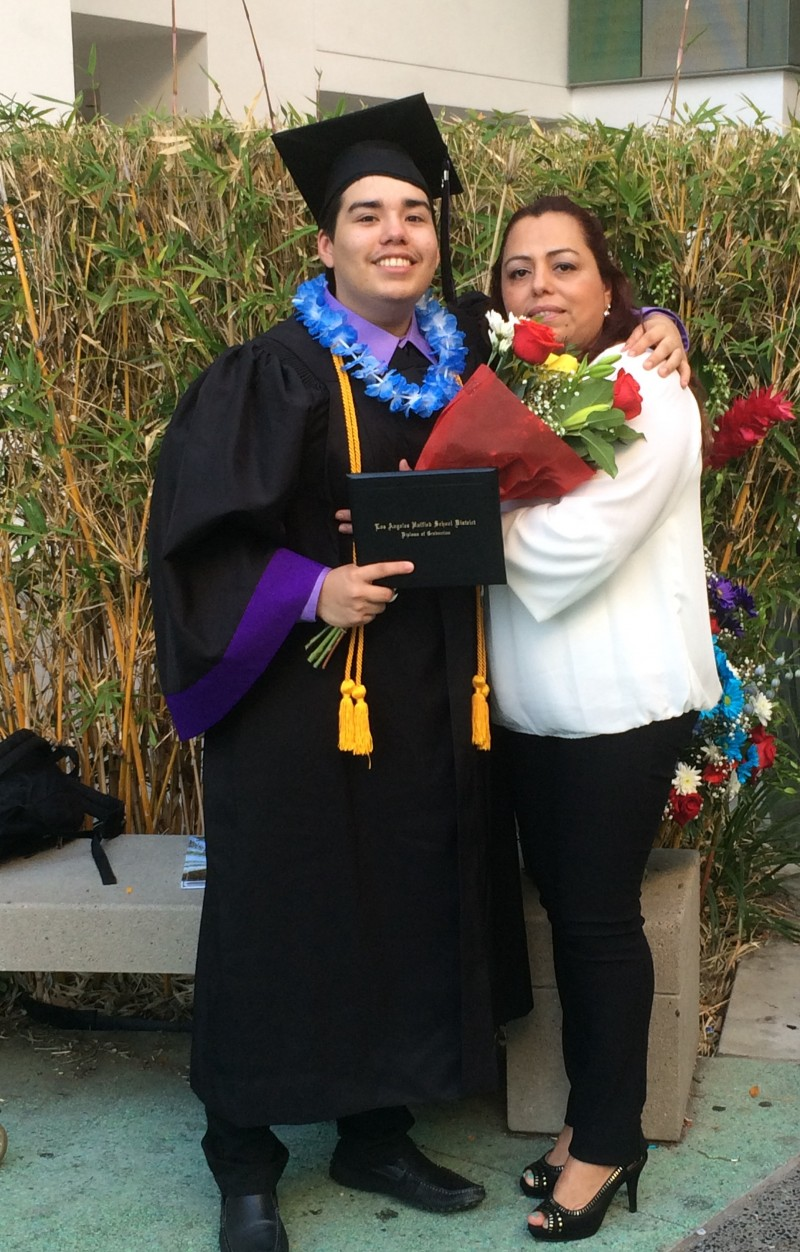 Los Angeles Unified School District
Diploma of Graduation